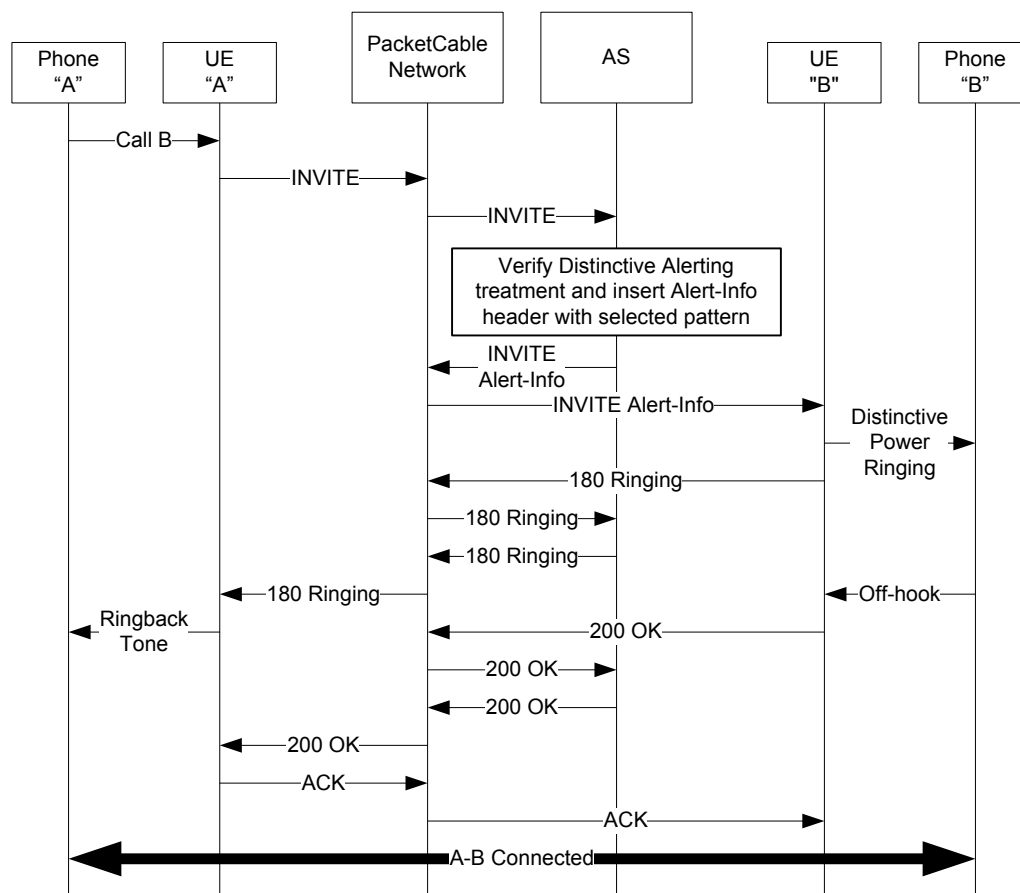 Phone
“A”
UE
“A”
PacketCable
Network
AS
UE
"B"
Phone
“B”
Call B
INVITE
INVITE
Verify Distinctive Alerting
treatment and insert Alert-Info
header with selected pattern
INVITE
Alert-Info
INVITE Alert-Info
Distinctive
Power
Ringing
180 Ringing
180 Ringing
180 Ringing
180 Ringing
Off-hook
Ringback
Tone
200 OK
200 OK
200 OK
200 OK
ACK
ACK
A-B Connected